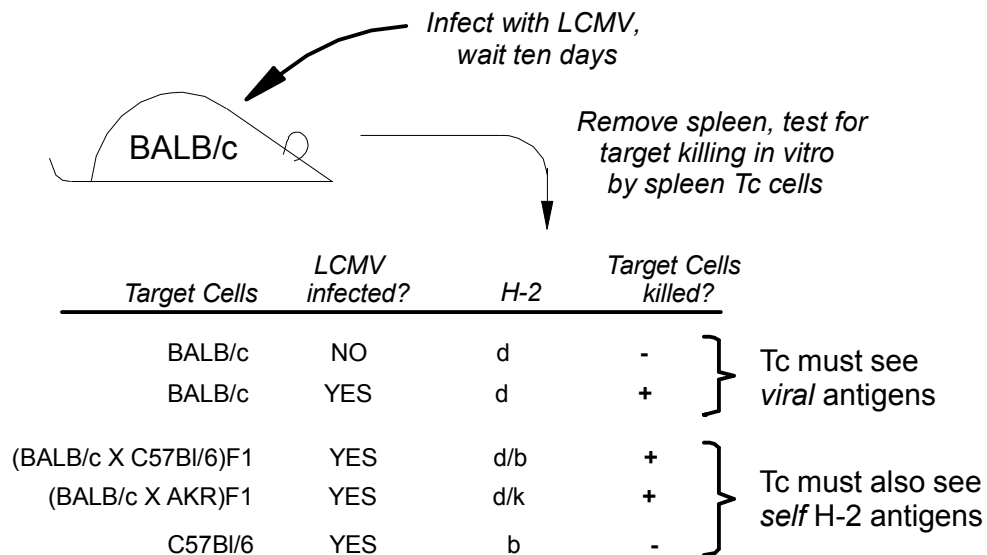 Infect with LCMV,
wait ten days
BALB/c
Remove spleen, test for
target killing in vitro
by spleen Tc cells
Target Cells LCMV infected? H-2 Target Cells killed?
BALB/c NO d -
BALB/c YES d +
Tc must see
viral antigens
(BALB/c X C57Bl/6)F1 YES d/b +
(BALB/c X AKR)F1 YES d/k +
C57Bl/6 YES b -
Tc must also see
self H-2 antigens